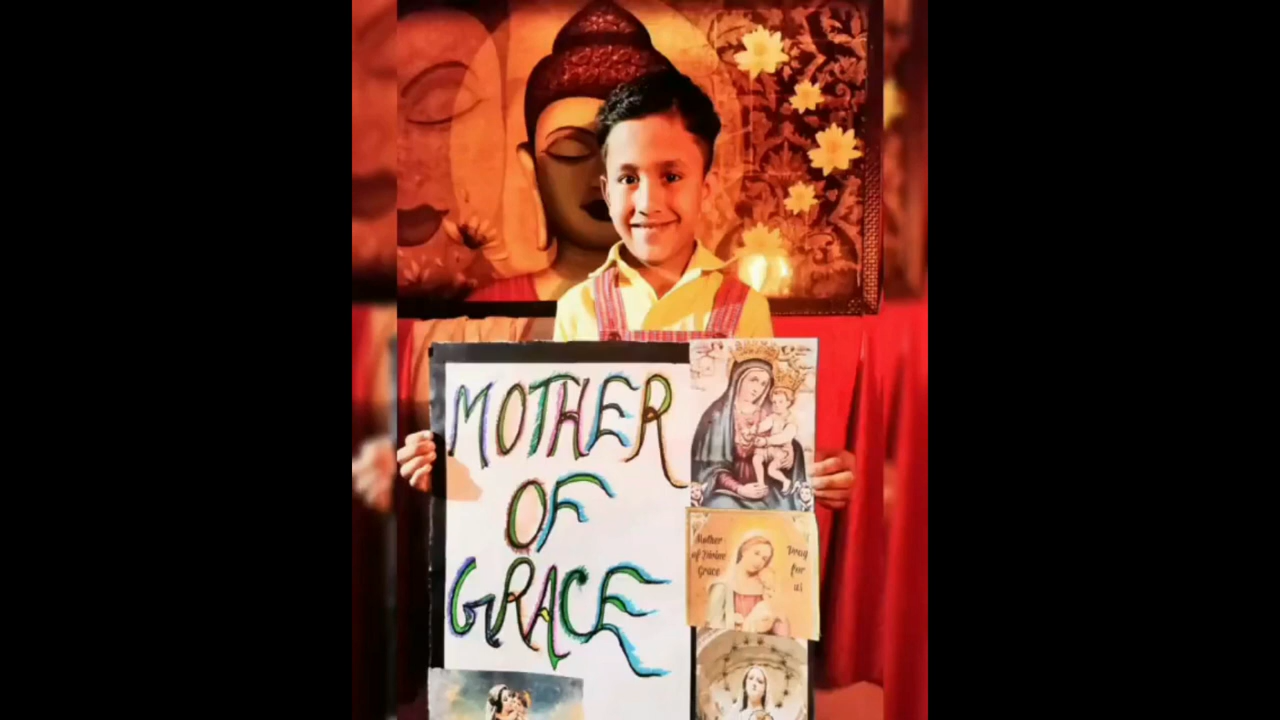 MOTHER
OF
GRACE
Mother
of Divine
Grace
Pray
for
us